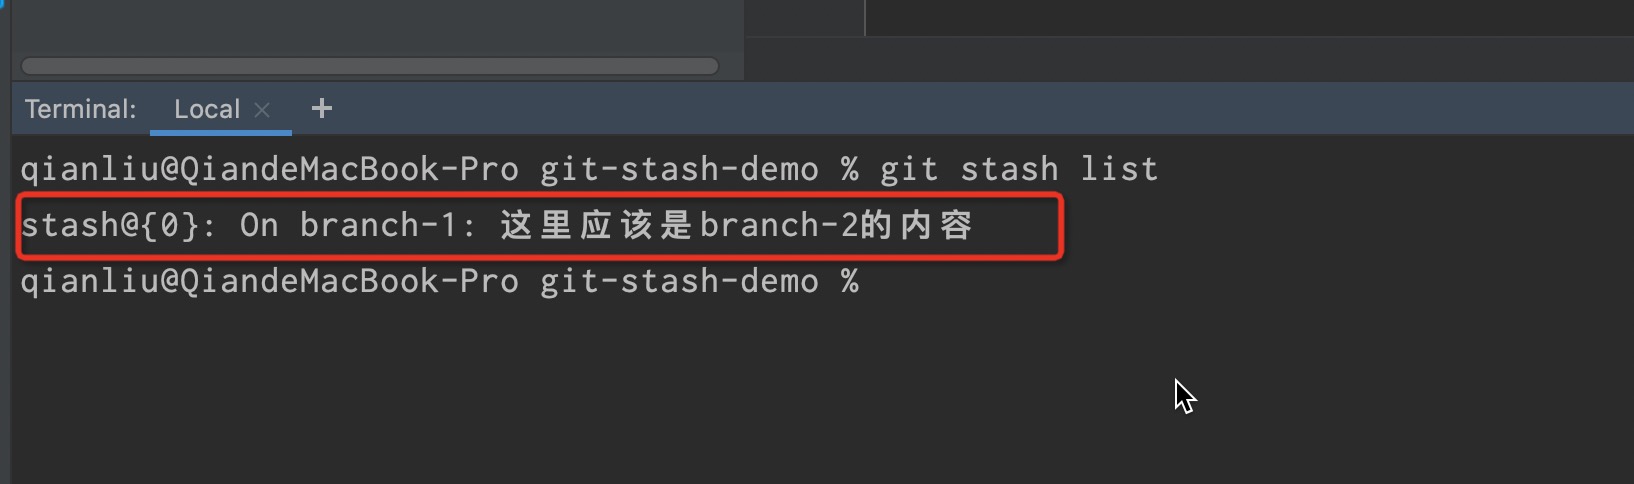 Terminal: Local × +
qianliu@QiandeMacBook-Pro git-stash-demo % git stash list
stash@{0}: On branch-1: 这里应该是branch-2的内容
qianliu@QiandeMacBook-Pro git-stash-demo %